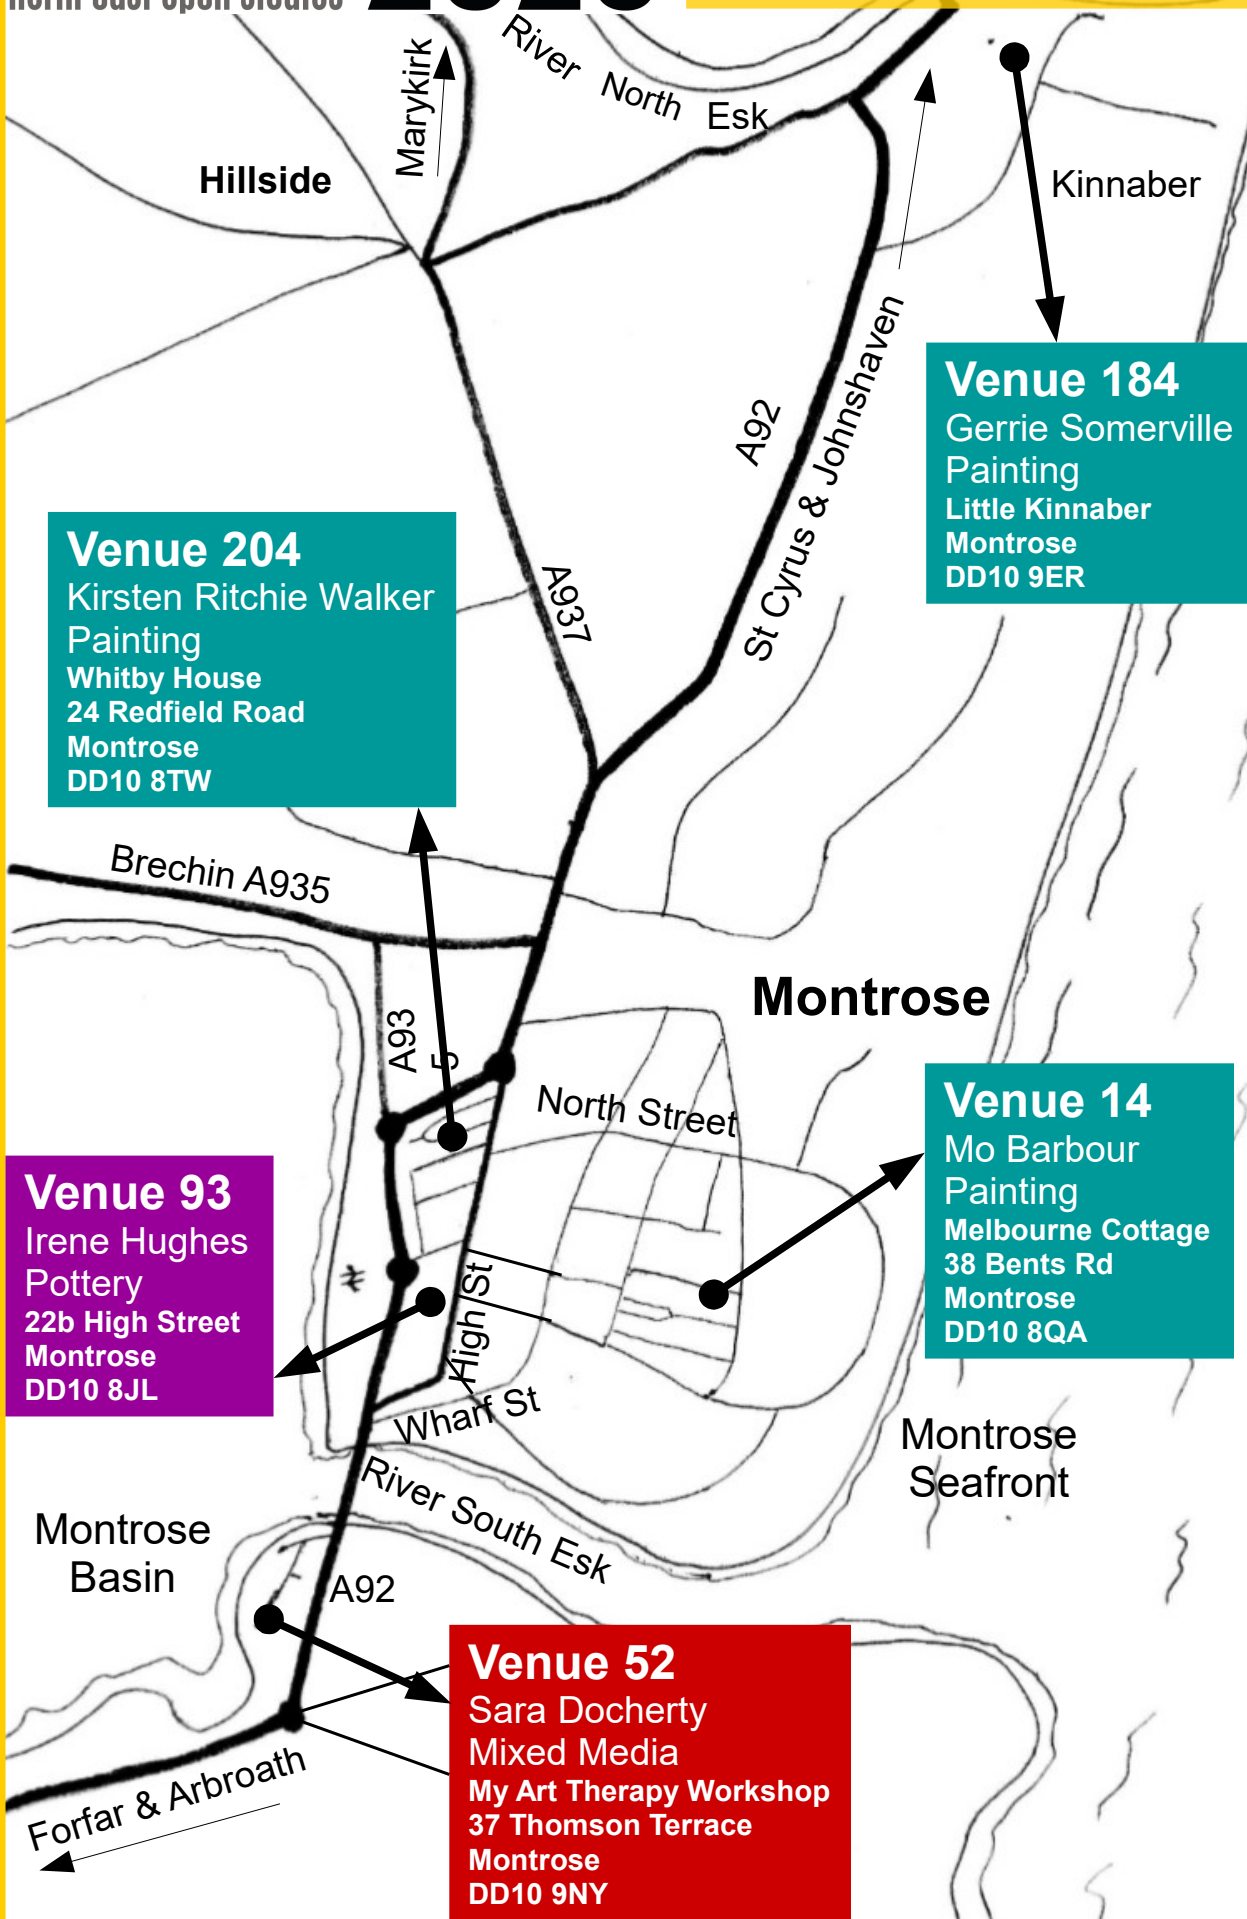 north east open studios
River North Esk
Marykirk
Hillside
Kinnaber
Venue 184
Gerrie Somerville
Painting
Little Kinnaber
Montrose
DD10 9ER
A92
St Cyrus & Johnshaven
Venue 204
Kirsten Ritchie Walker
Painting
Whitby House
24 Redfield Road
Montrose
DD10 8TW
A937
Brechin A935
Montrose
A93
5
North Street
Venue 14
Mo Barbour
Painting
Melbourne Cottage
38 Bents Rd
Montrose
DD10 8QA
Venue 93
Irene Hughes
Pottery
22b High Street
Montrose
DD10 8JL
High St
Wharf St
Montrose
Seafront
River South Esk
Montrose
Basin
A92
Venue 52
Sara Docherty
Mixed Media
My Art Therapy Workshop
37 Thomson Terrace
Montrose
DD10 9NY
Forfar & Arbroath